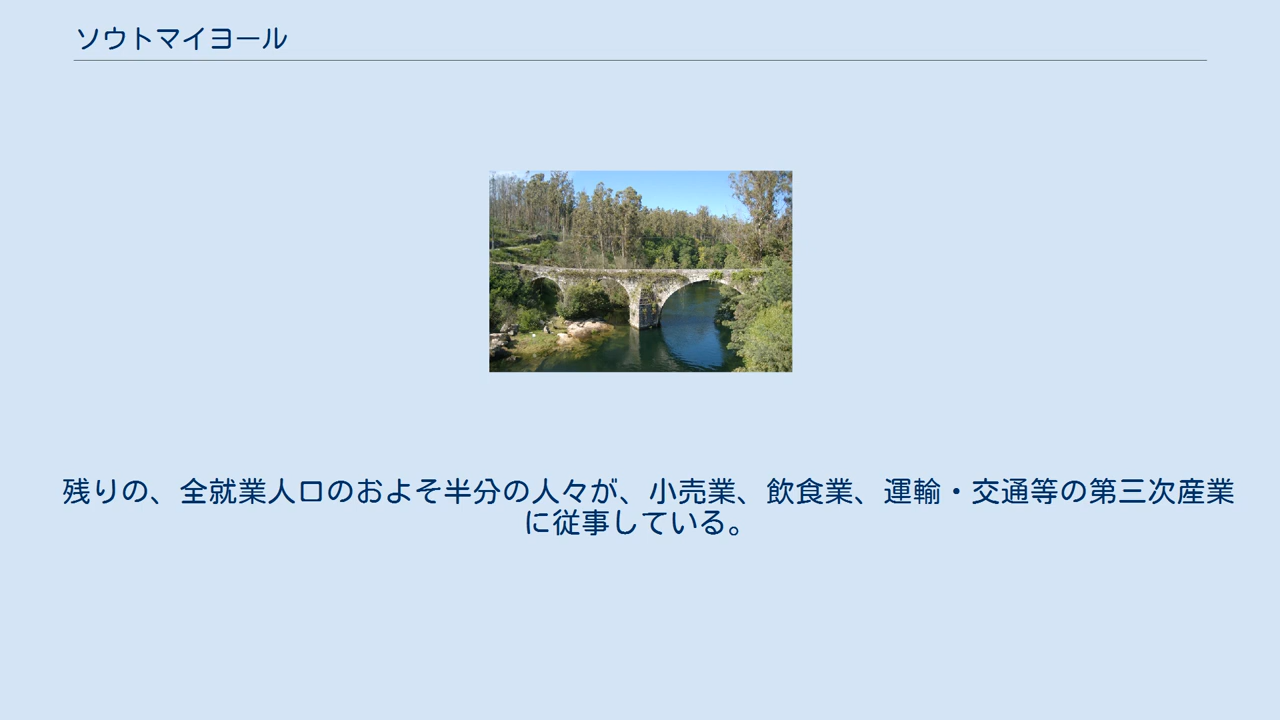 ソウトマイヨール
残りの、全就業人口のおよそ半分の人々が、小売業、飲食業、運輸・交通等の第三次産業
に従事している。